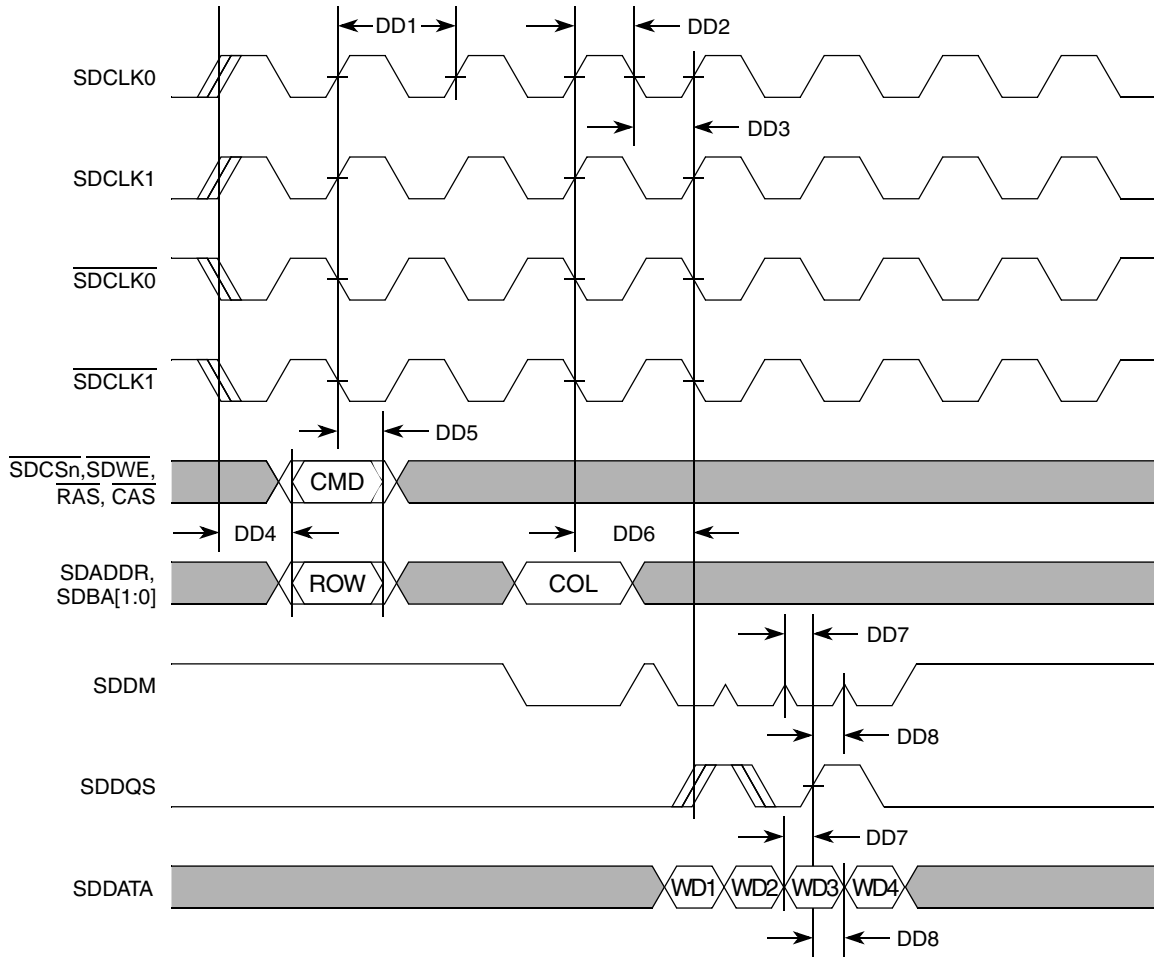 DD1
DD2
SDCLK0
DD3
SDCLK1
SDCLK0
SDCLK1
DD5
SDCSn,SDWE,
RAS, CAS
CMD
DD4
DD6
SDADDR,
SDBA[1:0]
ROW
COL
DD7
SDDM
DD8
SDDQS
DD7
SDDATA
WD1
WD2
WD3
WD4
DD8